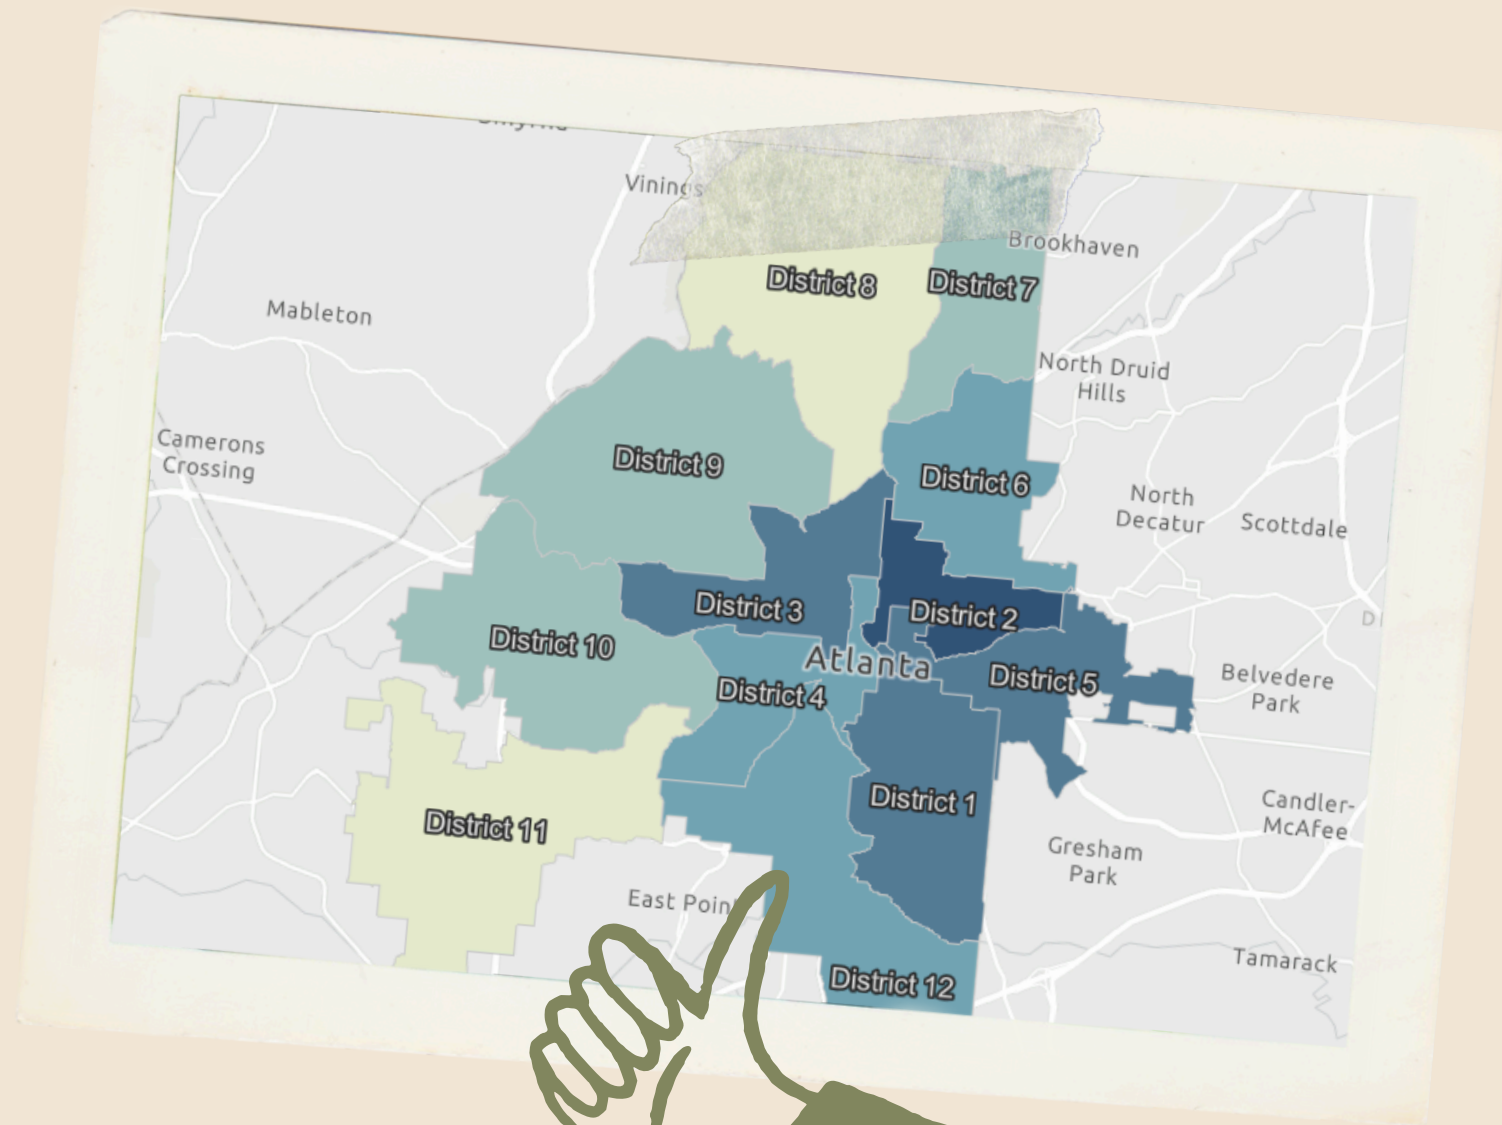 Vinings
Brookhaven
District 8
District 7
Mableton
North Druid
Hills
Camerons
Crossing
District 9
District 6
North
Decatur
Scottdale
District 3
District 2
District 10
Atlanta
District 5
Belvedere
Park
District 4
District 1
Candler-
McAfee
District 11
Gresham
Park
East Point
Tamarack
District 12